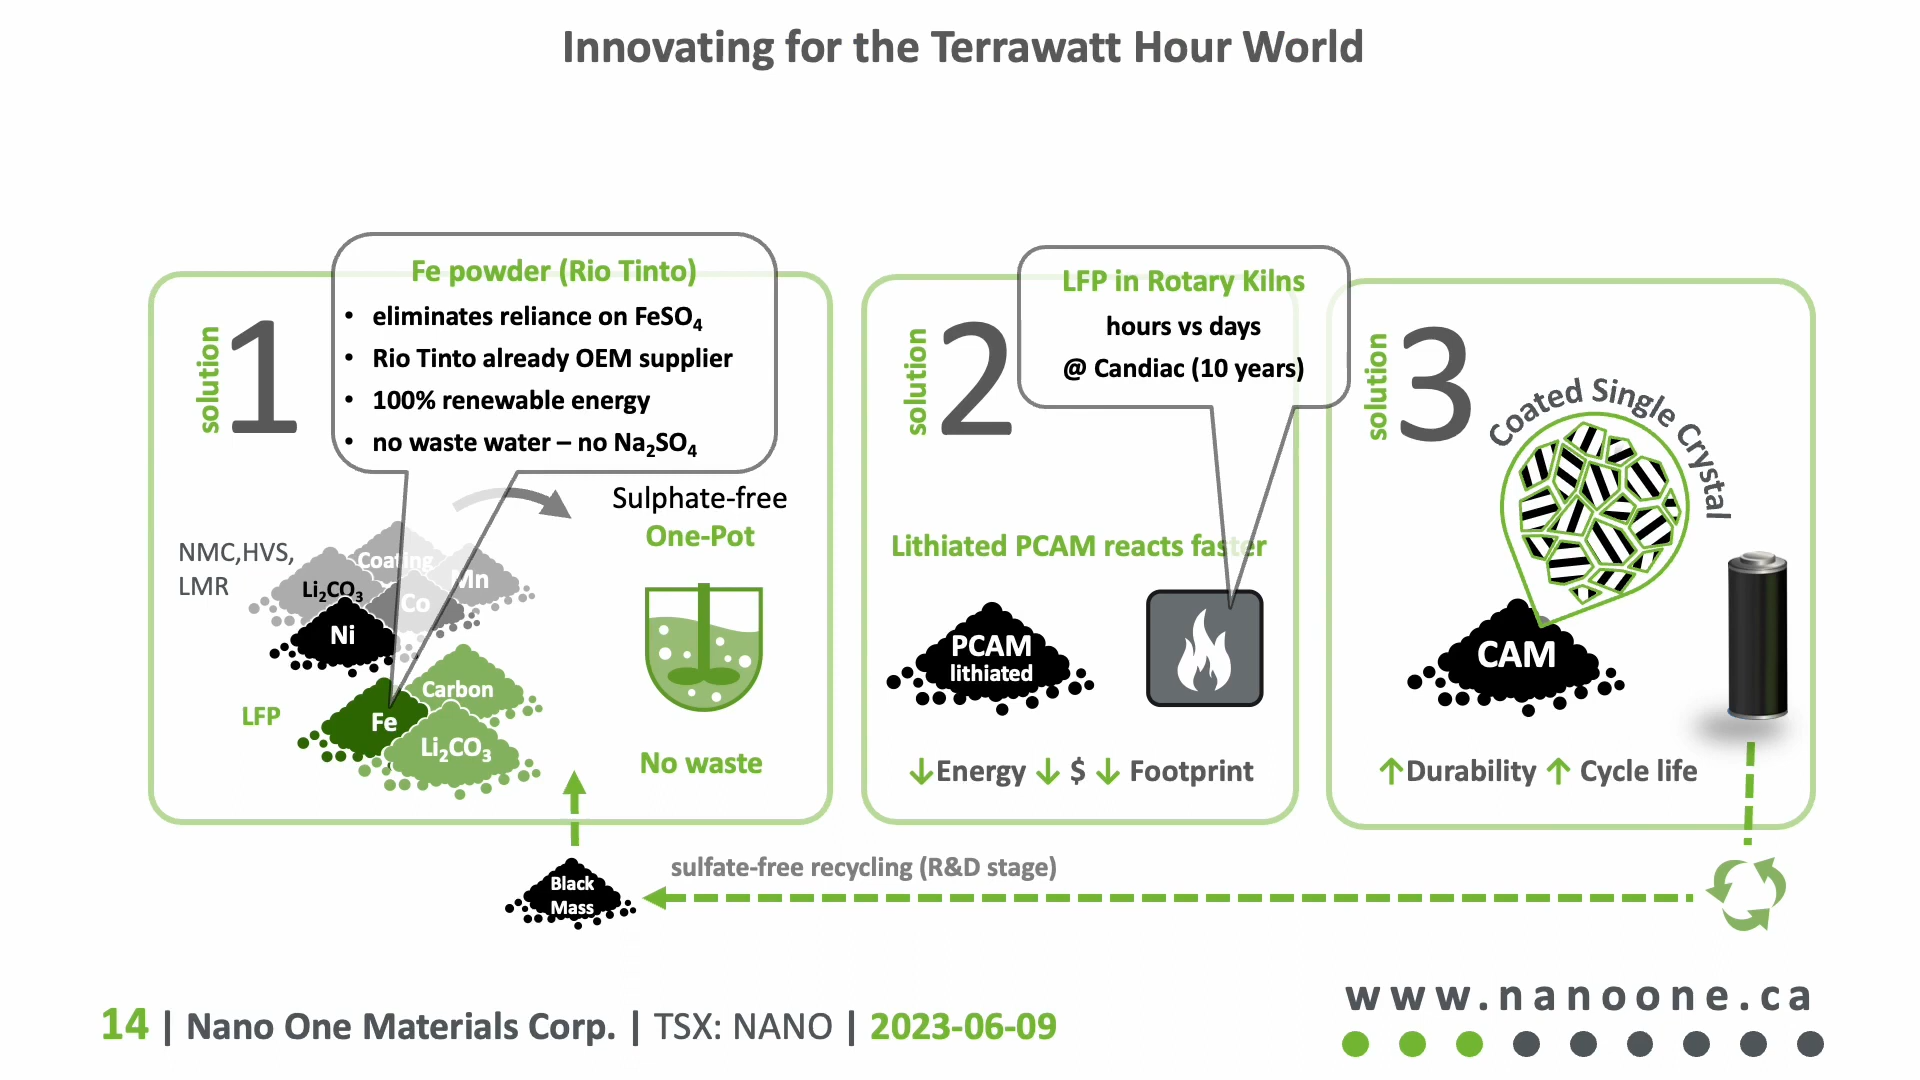 Innovating for the Terrawatt Hour World
solution
1
Fe powder (Rio Tinto)
• eliminates reliance on FeSO₄
• Rio Tinto already OEM supplier
• 100% renewable energy
• no waste water – no Na₂SO₄
NMC,HVS,
LMR
Coating
Mn
Li₂CO₃
Co
Ni
LFP
Carbon
Fe
Li₂CO₃
Sulphate-free
One-Pot
No waste
solution
2
LFP in Rotary Kilns
hours vs days
@ Candiac (10 years)
Lithiated PCAM reacts faster
PCAM
lithiated
↓Energy ↓ $ ↓ Footprint
solution
3
Coated Single Crystal
CAM
↑Durability ↑ Cycle life
sulfate-free recycling (R&D stage)
Black
Mass
14 | Nano One Materials Corp. | TSX: NANO | 2023-06-09
www.nanoone.ca